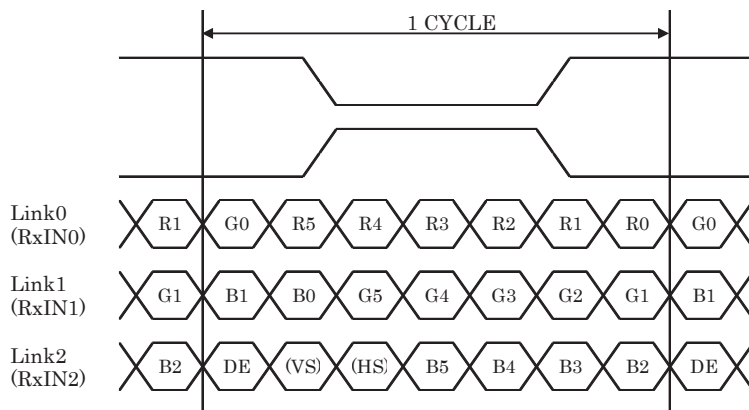 1 CYCLE
Link0
(RxIN0)
R1 G0 R5 R4 R3 R2 R1 R0 G0
Link1
(RxIN1)
G1 B1 B0 G5 G4 G3 G2 G1 B1
Link2
(RxIN2)
B2 DE (VS) (HS) B5 B4 B3 B2 DE